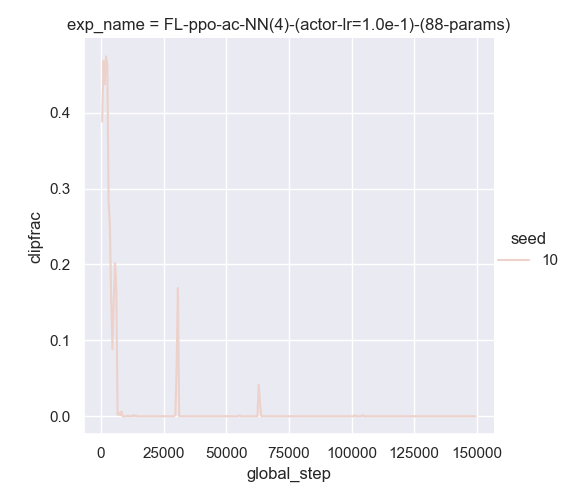 exp_name = FL-ppo-ac-NN(4)-(actor-lr=1.0e-1)-(88-params)
0.4
0.3
0.2
0.1
0.0
clipfrac
0 25000 50000 75000 100000 125000 150000
global_step
seed
10